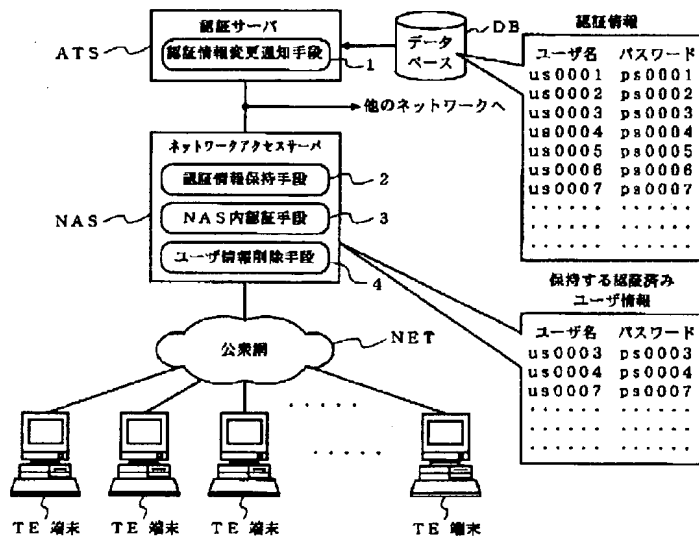 認証サーバ
ATS
認証情報変更通知手段
1
データ
ベース
DB
認証情報
ユーザ名 パスワード
us0001 ps0001
us0002 ps0002
us0003 ps0003
us0004 ps0004
us0005 ps0005
us0006 ps0006
us0007 ps0007
・・・・・・ ・・・・・・
・・・・・・ ・・・・・・
他のネットワークへ
ネットワークアクセスサーバ
認証情報保持手段
2
NAS
NAS内認証手段
3
ユーザ情報削除手段
4
保持する認証済み
ユーザ情報
ユーザ名 パスワード
us0003 ps0003
us0004 ps0004
us0007 ps0007
・・・・・・ ・・・・・・
・・・・・・ ・・・・・・
公衆網
NET
・・・・・
・・・・・
TE 端末 TE 端末 TE 端末 TE 端末